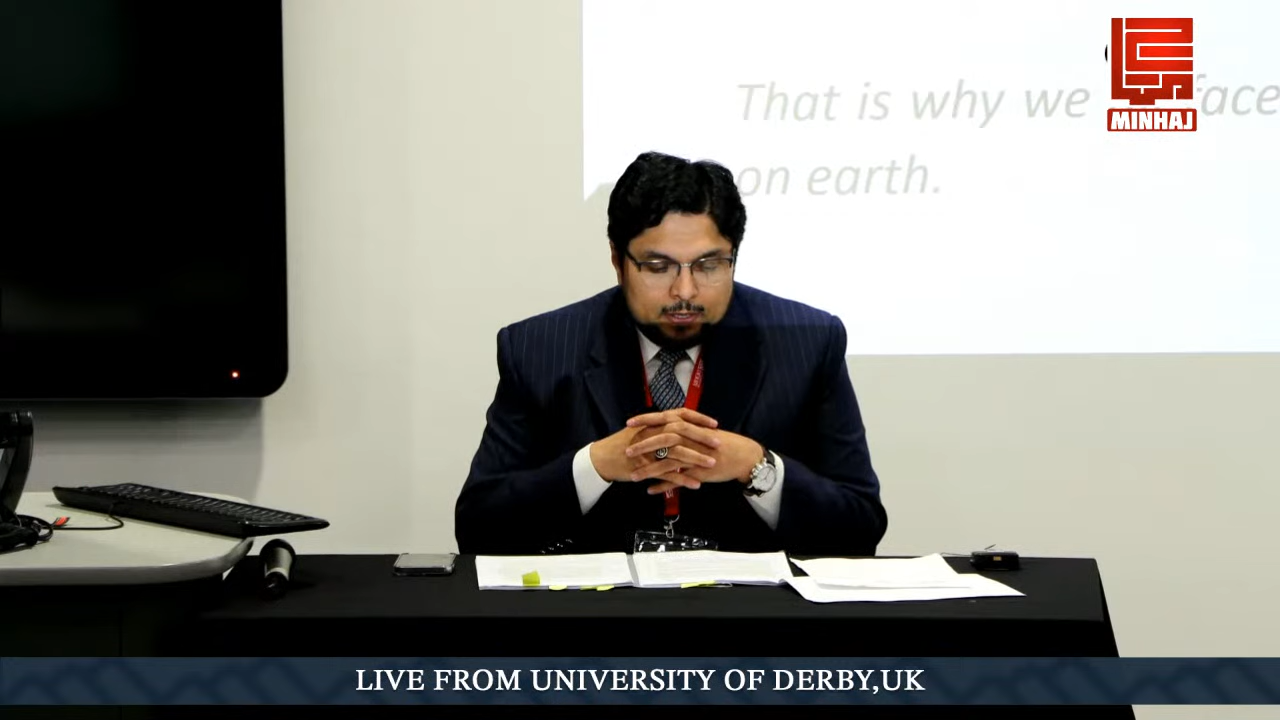 That is why we face
on earth.
MINHAJ
LIVE FROM UNIVERSITY OF DERBY,UK